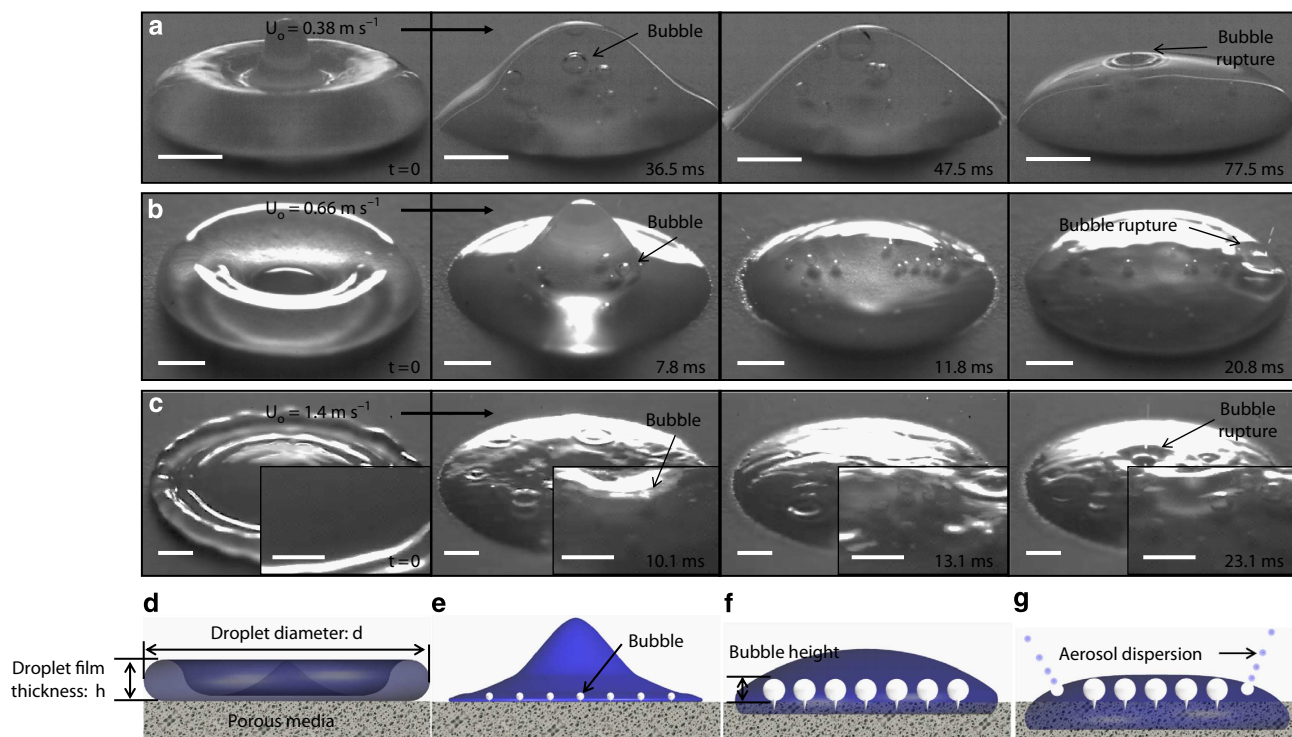 a
U₀ = 0.38 m s⁻¹
Bubble
Bubble
rupture
t = 0
36.5 ms
47.5 ms
77.5 ms
b
U₀ = 0.66 m s⁻¹
Bubble
Bubble rupture
t = 0
7.8 ms
11.8 ms
20.8 ms
c
U₀ = 1.4 m s⁻¹
Bubble
Bubble
rupture
t = 0
10.1 ms
13.1 ms
23.1 ms
d
Droplet diameter: d
Droplet film
thickness: h
Porous media
e
Bubble
f
Bubble height
g
Aerosol dispersion